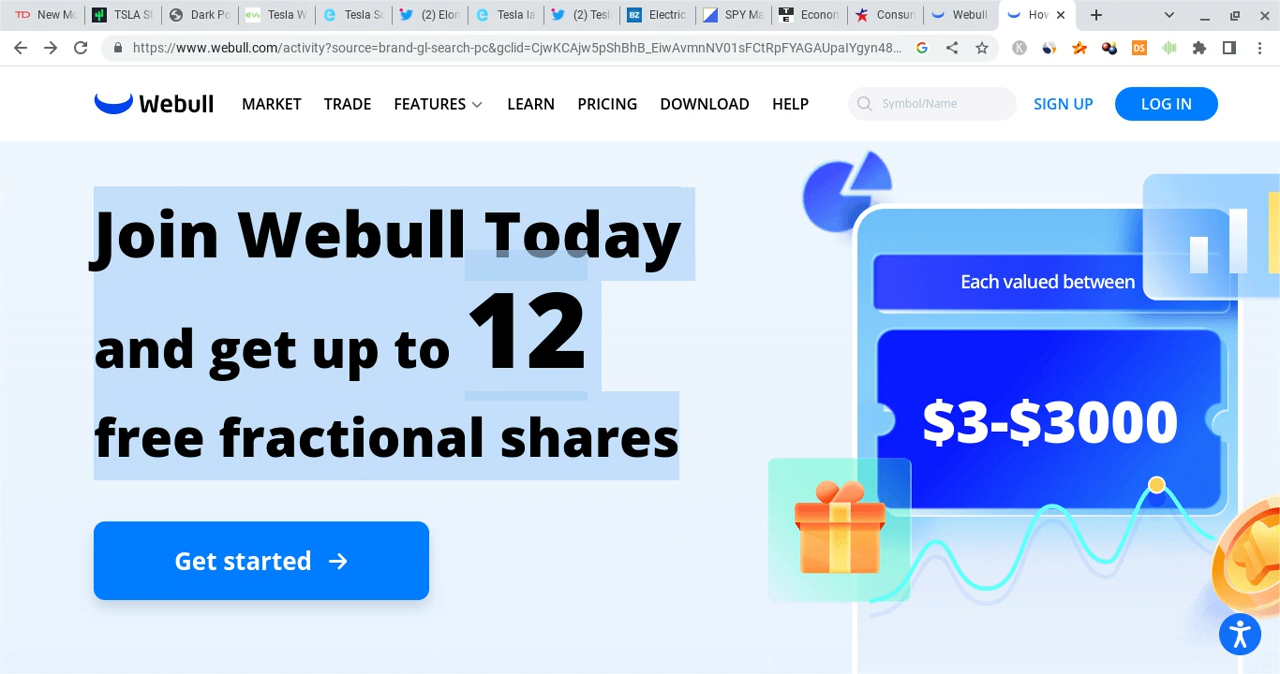 New Mo
TSLA St
Dark Po
Tesla W
Tesla Se
(2) Elon
Tesla la
(2) Tesl
Electric
SPY Ma
Econom
Consun
Webull
How
https://www.webull.com/activity?source=brand-gl-search-pc&gclid=CjwKCAjw5pShBhB_EiwAvmnNV01sFCtRpFYAGAUpaIYgyn48...
Webull
MARKET
TRADE
FEATURES
LEARN
PRICING
DOWNLOAD
HELP
Symbol/Name
SIGN UP
LOG IN
Join Webull Today
and get up to 12
free fractional shares
Get started →
Each valued between
$3-$3000